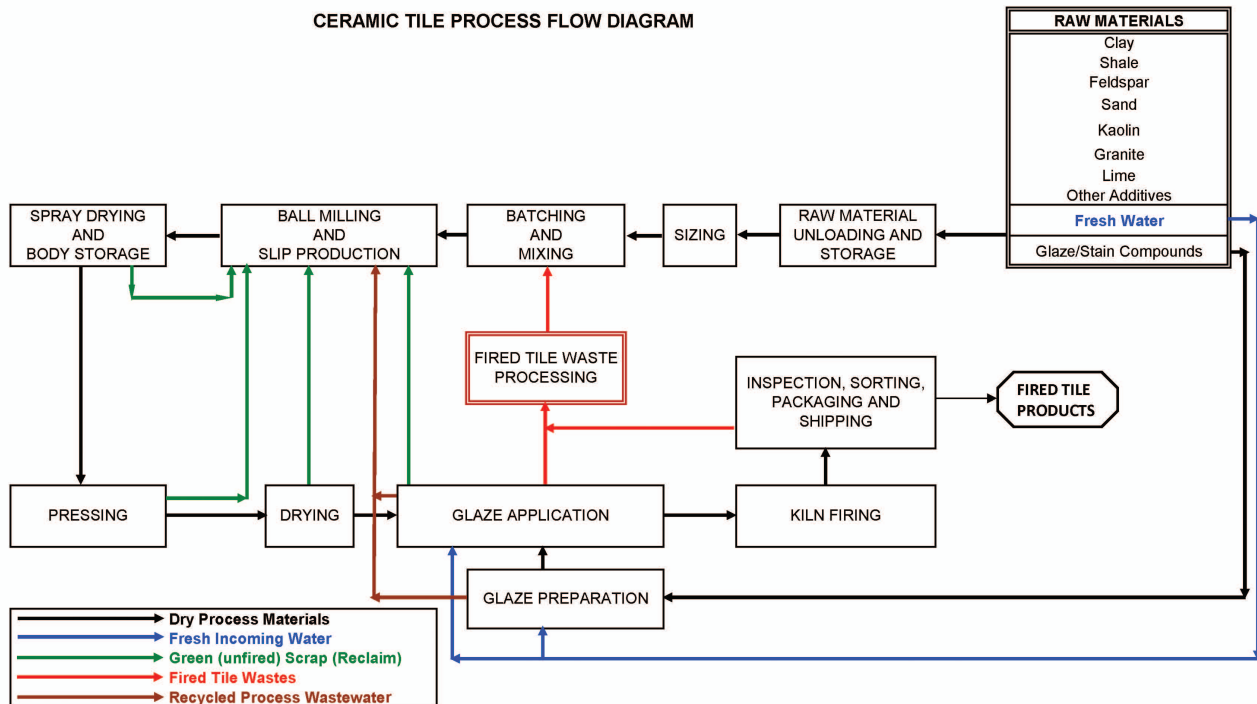 CERAMIC TILE PROCESS FLOW DIAGRAM
RAW MATERIALS
Clay
Shale
Feldspar
Sand
Kaolin
Granite
Lime
Other Additives
Fresh Water
Glaze/Stain Compounds
SPRAY DRYING
AND
BODY STORAGE
BALL MILLING
AND
SLIP PRODUCTION
BATCHING
AND
MIXING
SIZING
RAW MATERIAL
UNLOADING AND
STORAGE
FIRED TILE WASTE
PROCESSING
INSPECTION, SORTING,
PACKAGING AND
SHIPPING
FIRED TILE
PRODUCTS
PRESSING
DRYING
GLAZE APPLICATION
KILN FIRING
GLAZE PREPARATION
Dry Process Materials
Fresh Incoming Water
Green (unfired) Scrap (Reclaim)
Fired Tile Wastes
Recycled Process Wastewater